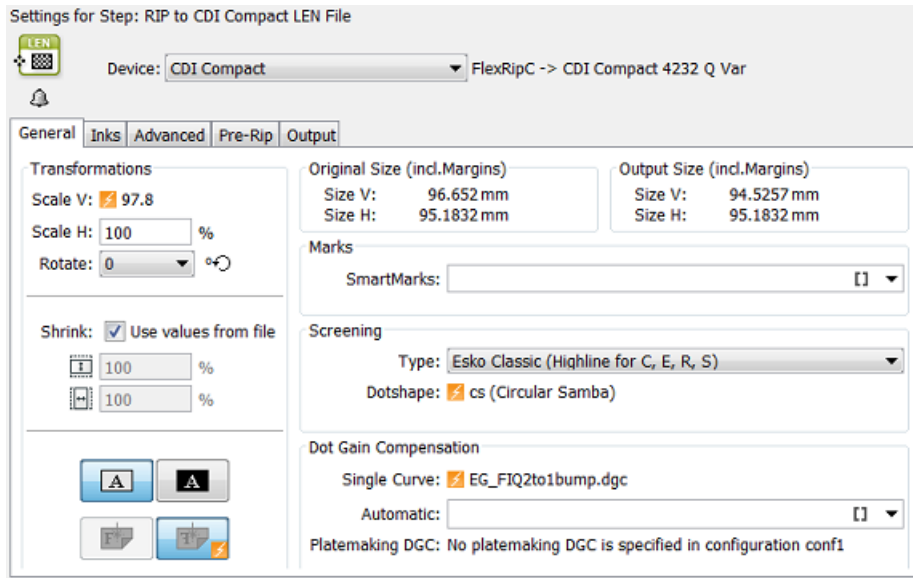 Settings for Step: RIP to CDI Compact LEN File
LEN
Device: CDI Compact FlexRipC -> CDI Compact 4232 Q Var
General Inks Advanced Pre-Rip Output
Transformations
Scale V: 97.8
Scale H: 100 %
Rotate: 0
Shrink: Use values from file
100 %
100 %
A A
F F
Original Size (incl.Margins)
Size V: 96.652 mm
Size H: 95.1832 mm
Output Size (incl.Margins)
Size V: 94.5257 mm
Size H: 95.1832 mm
Marks
SmartMarks: []
Screening
Type: Esko Classic (Highline for C, E, R, S)
Dotshape: cs (Circular Samba)
Dot Gain Compensation
Single Curve: EG_FIQ2to1bump.dgc
Automatic: []
Platemaking DGC: No platemaking DGC is specified in configuration conf1